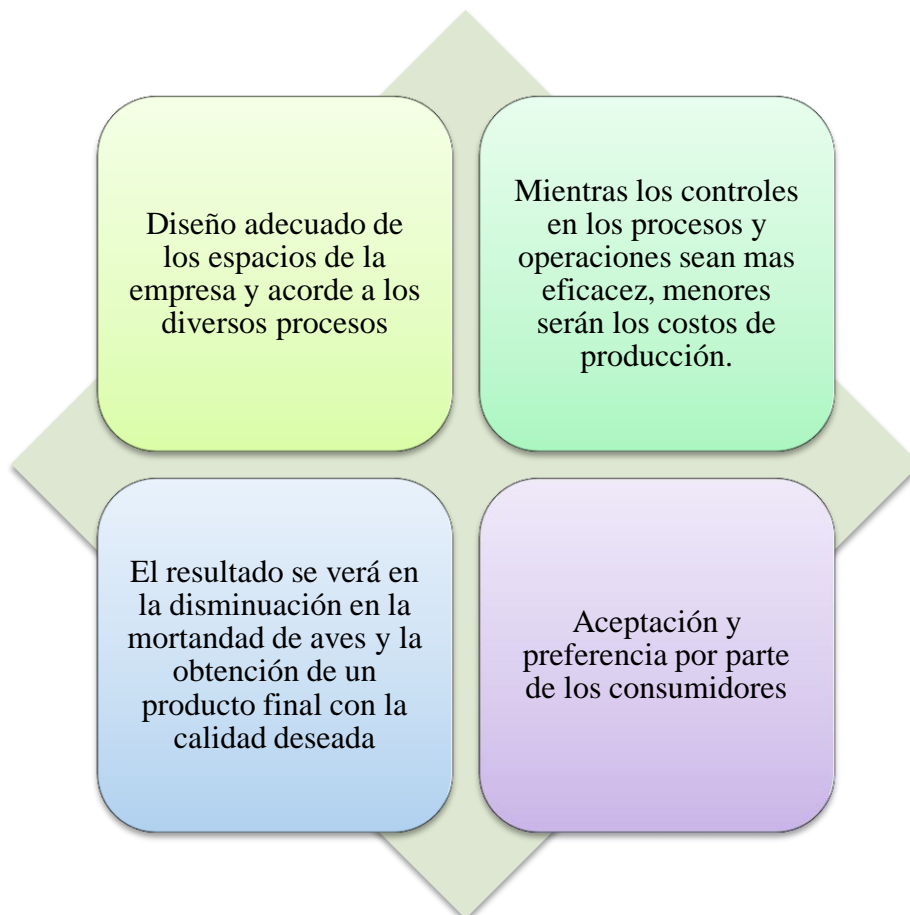 Diseño adecuado de
los espacios de la
empresa y acorde a los
diversos procesos
Mientras los controles
en los procesos y
operaciones sean mas
eficacez, menores
serán los costos de
producción.
El resultado se verá en
la disminuación en la
mortandad de aves y la
obtención de un
producto final con la
calidad deseada
Aceptación y
preferencia por parte
de los consumidores